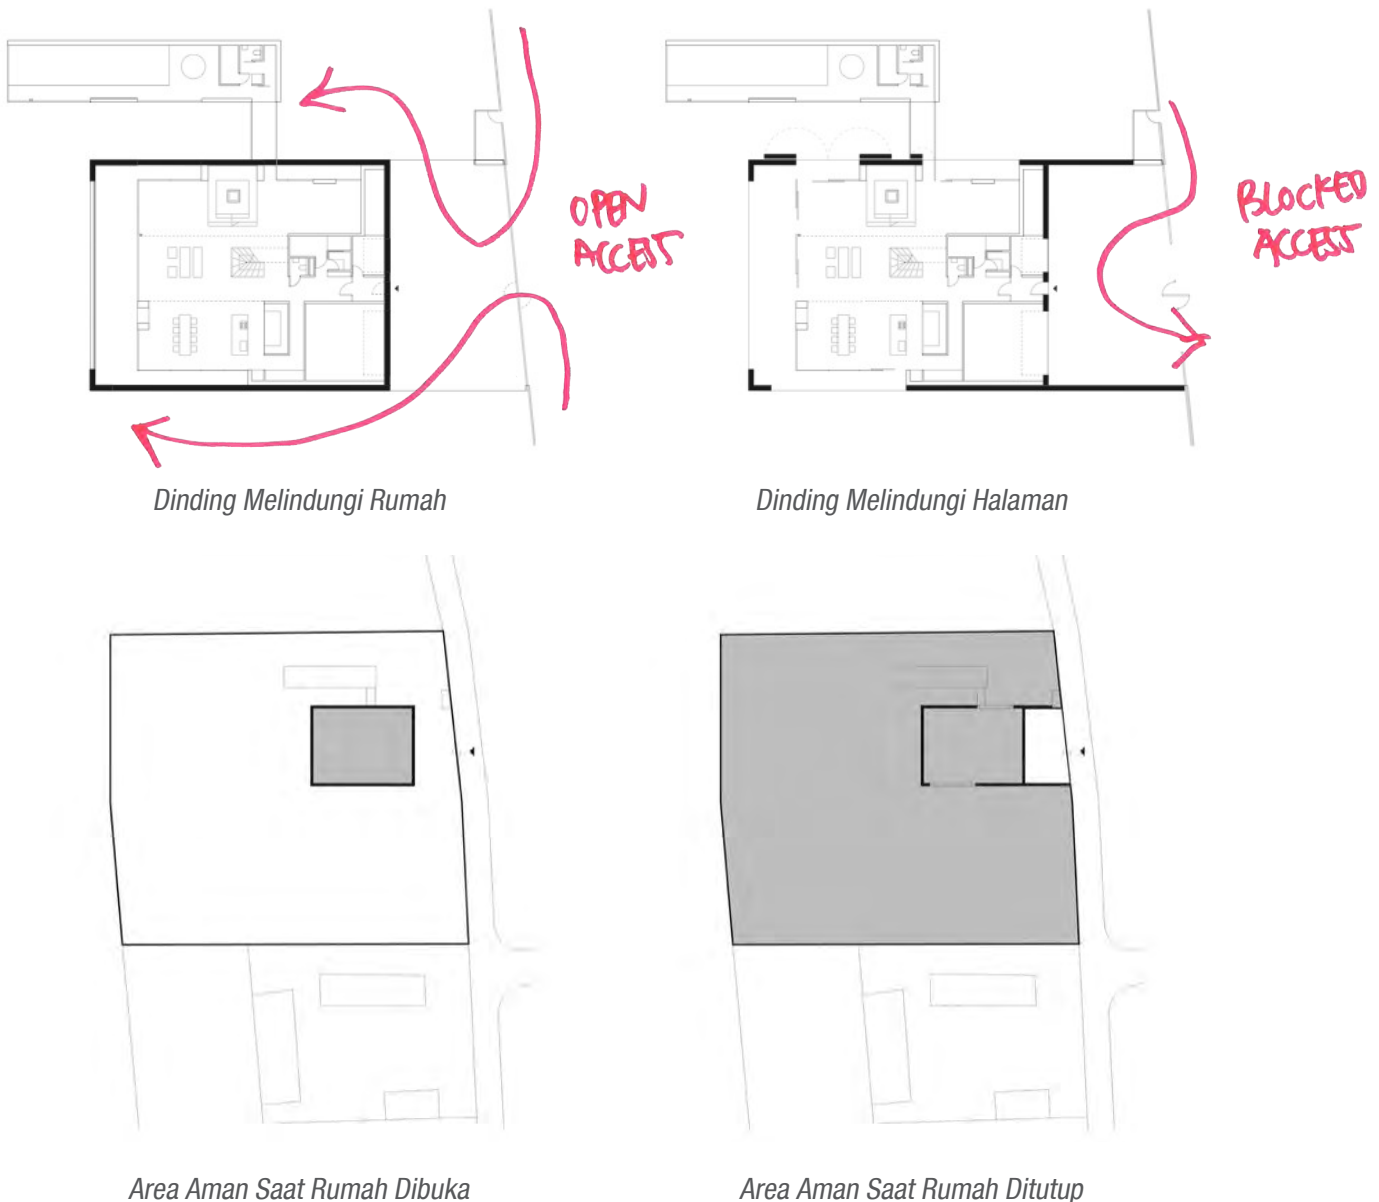 OPEN
ACCESS
BLOCKED
ACCESS
Dinding Melindungi Rumah
Dinding Melindungi Halaman
Area Aman Saat Rumah Dibuka
Area Aman Saat Rumah Ditutup